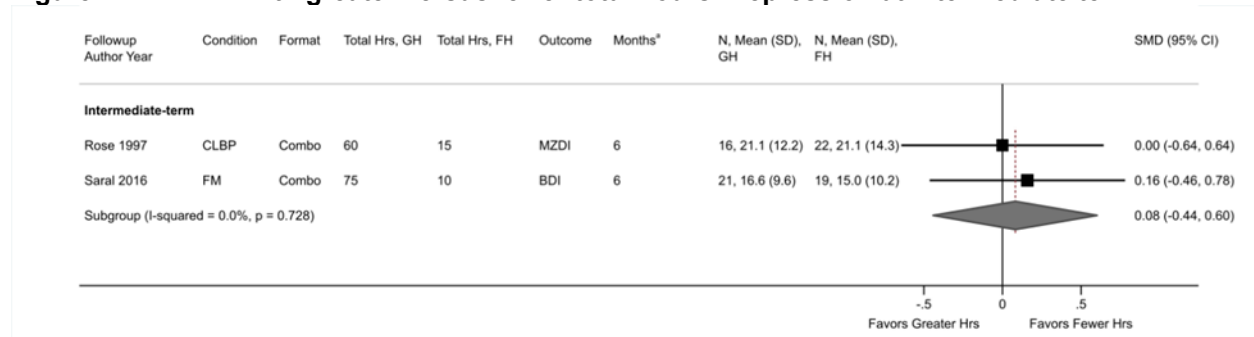 Followup Author Year Condition Format Total Hrs, GH Total Hrs, FH Outcome Months^a N, Mean (SD), GH N, Mean (SD), FH SMD (95% CI)
Intermediate-term
Rose 1997 CLBP Combo 60 15 MZDI 6 16, 21.1 (12.2) 22, 21.1 (14.3) 0.00 (-0.64, 0.64)
Saral 2016 FM Combo 75 10 BDI 6 21, 16.6 (9.6) 19, 15.0 (10.2) 0.16 (-0.46, 0.78)
Subgroup (I-squared = 0.0%, p = 0.728) 0.08 (-0.44, 0.60)
-.5 0 .5
Favors Greater Hrs Favors Fewer Hrs